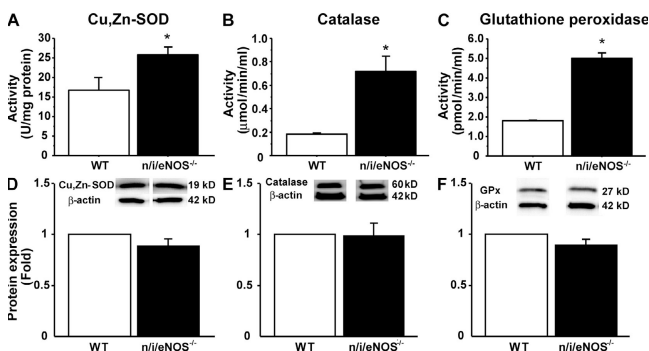 A Cu,Zn-SOD
B Catalase
C Glutathione peroxidase
Activity
(U/mg protein)
30
25
20
15
10
5
0
*
WT n/i/eNOS-/-
Activity
(μmol/min/ml)
1.0
0.8
0.6
0.4
0.2
0
*
WT n/i/eNOS-/-
Activity
(pmol/min/ml)
6.0
5.0
4.0
3.0
2.0
1.0
0
*
WT n/i/eNOS-/-
D
Cu,Zn-SOD 19 kD
β-actin 42 kD
Protein expression
(Fold)
1.5
1
0.5
0
WT n/i/eNOS-/-
E
Catalase 60kD
β-actin 42kD
1.5
1
0.5
0
WT n/i/eNOS-/-
F
GPx 27 kD
β-actin 42 kD
1.5
1
0.5
0
WT n/i/eNOS-/-